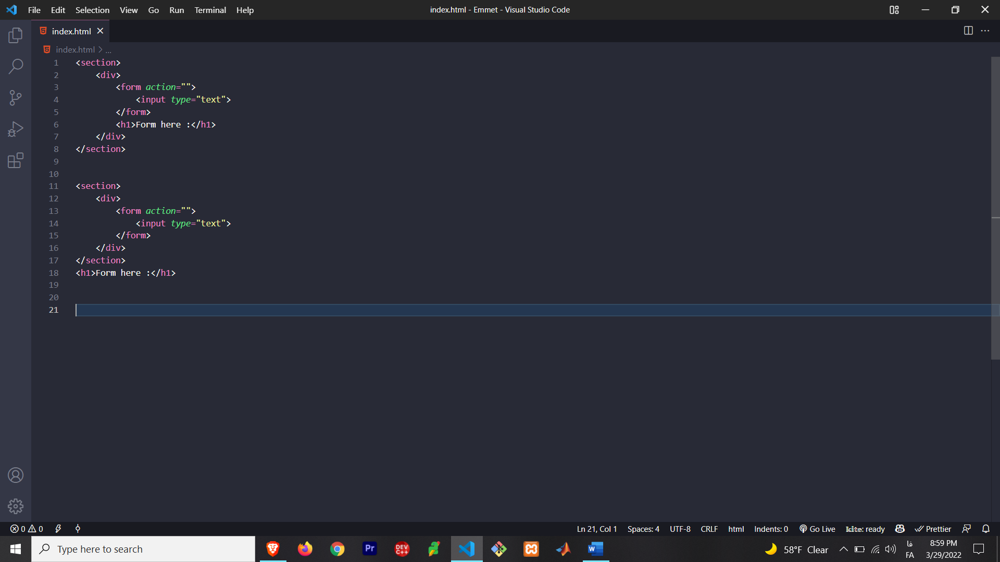 File Edit Selection View Go Run Terminal Help index.html - Emmet - Visual Studio Code
index.html
index.html > ...
1 <section>
2 <div>
3 <form action="">
4 <input type="text">
5 </form>
6 <h1>Form here :</h1>
7 </div>
8 </section>
9
10
11 <section>
12 <div>
13 <form action="">
14 <input type="text">
15 </form>
16 </div>
17 </section>
18 <h1>Form here :</h1>
19
20
21
0 0 Ln 21, Col 1 Spaces: 4 UTF-8 CRLF html Indents: 0 Go Live kite: ready Prettier
Type here to search Pr DEV C++ W 58°F Clear فا 8:59 PM
FA 3/29/2022